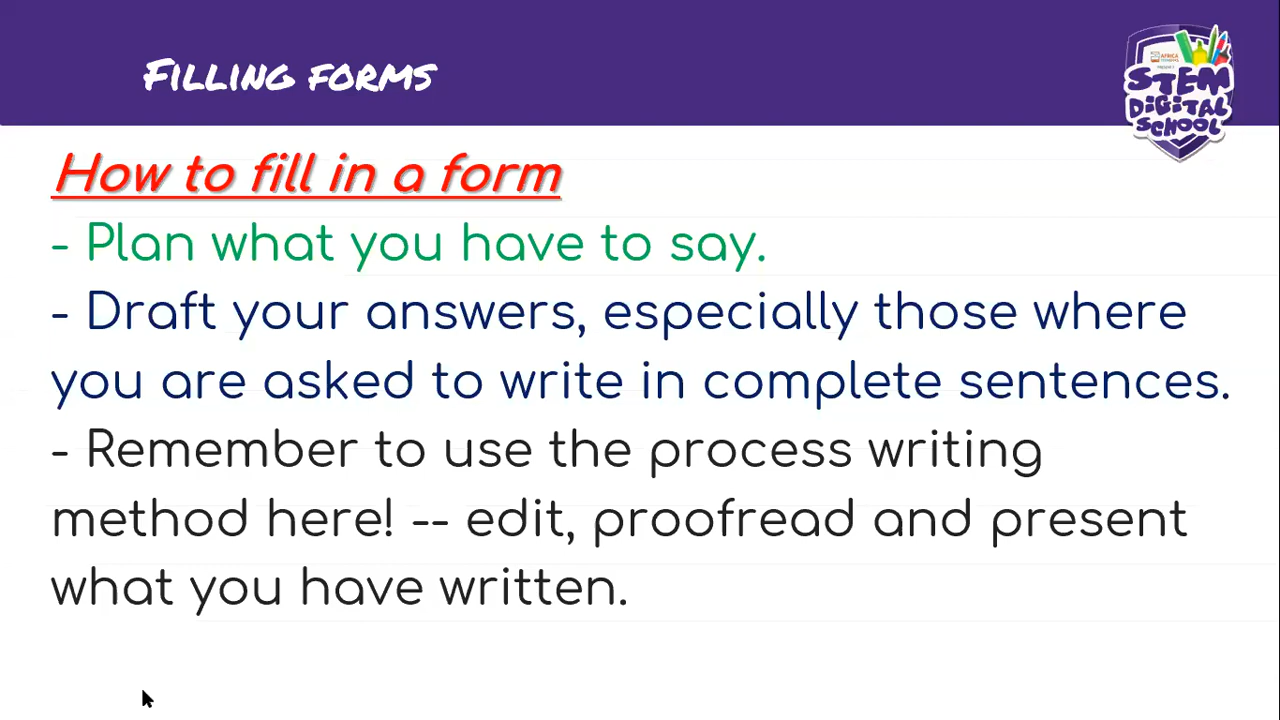 Filling forms
AFRICA
STEM
DIGITAL
SCHOOL
How to fill in a form
- Plan what you have to say.
- Draft your answers, especially those where
you are asked to write in complete sentences.
- Remember to use the process writing
method here! -- edit, proofread and present
what you have written.